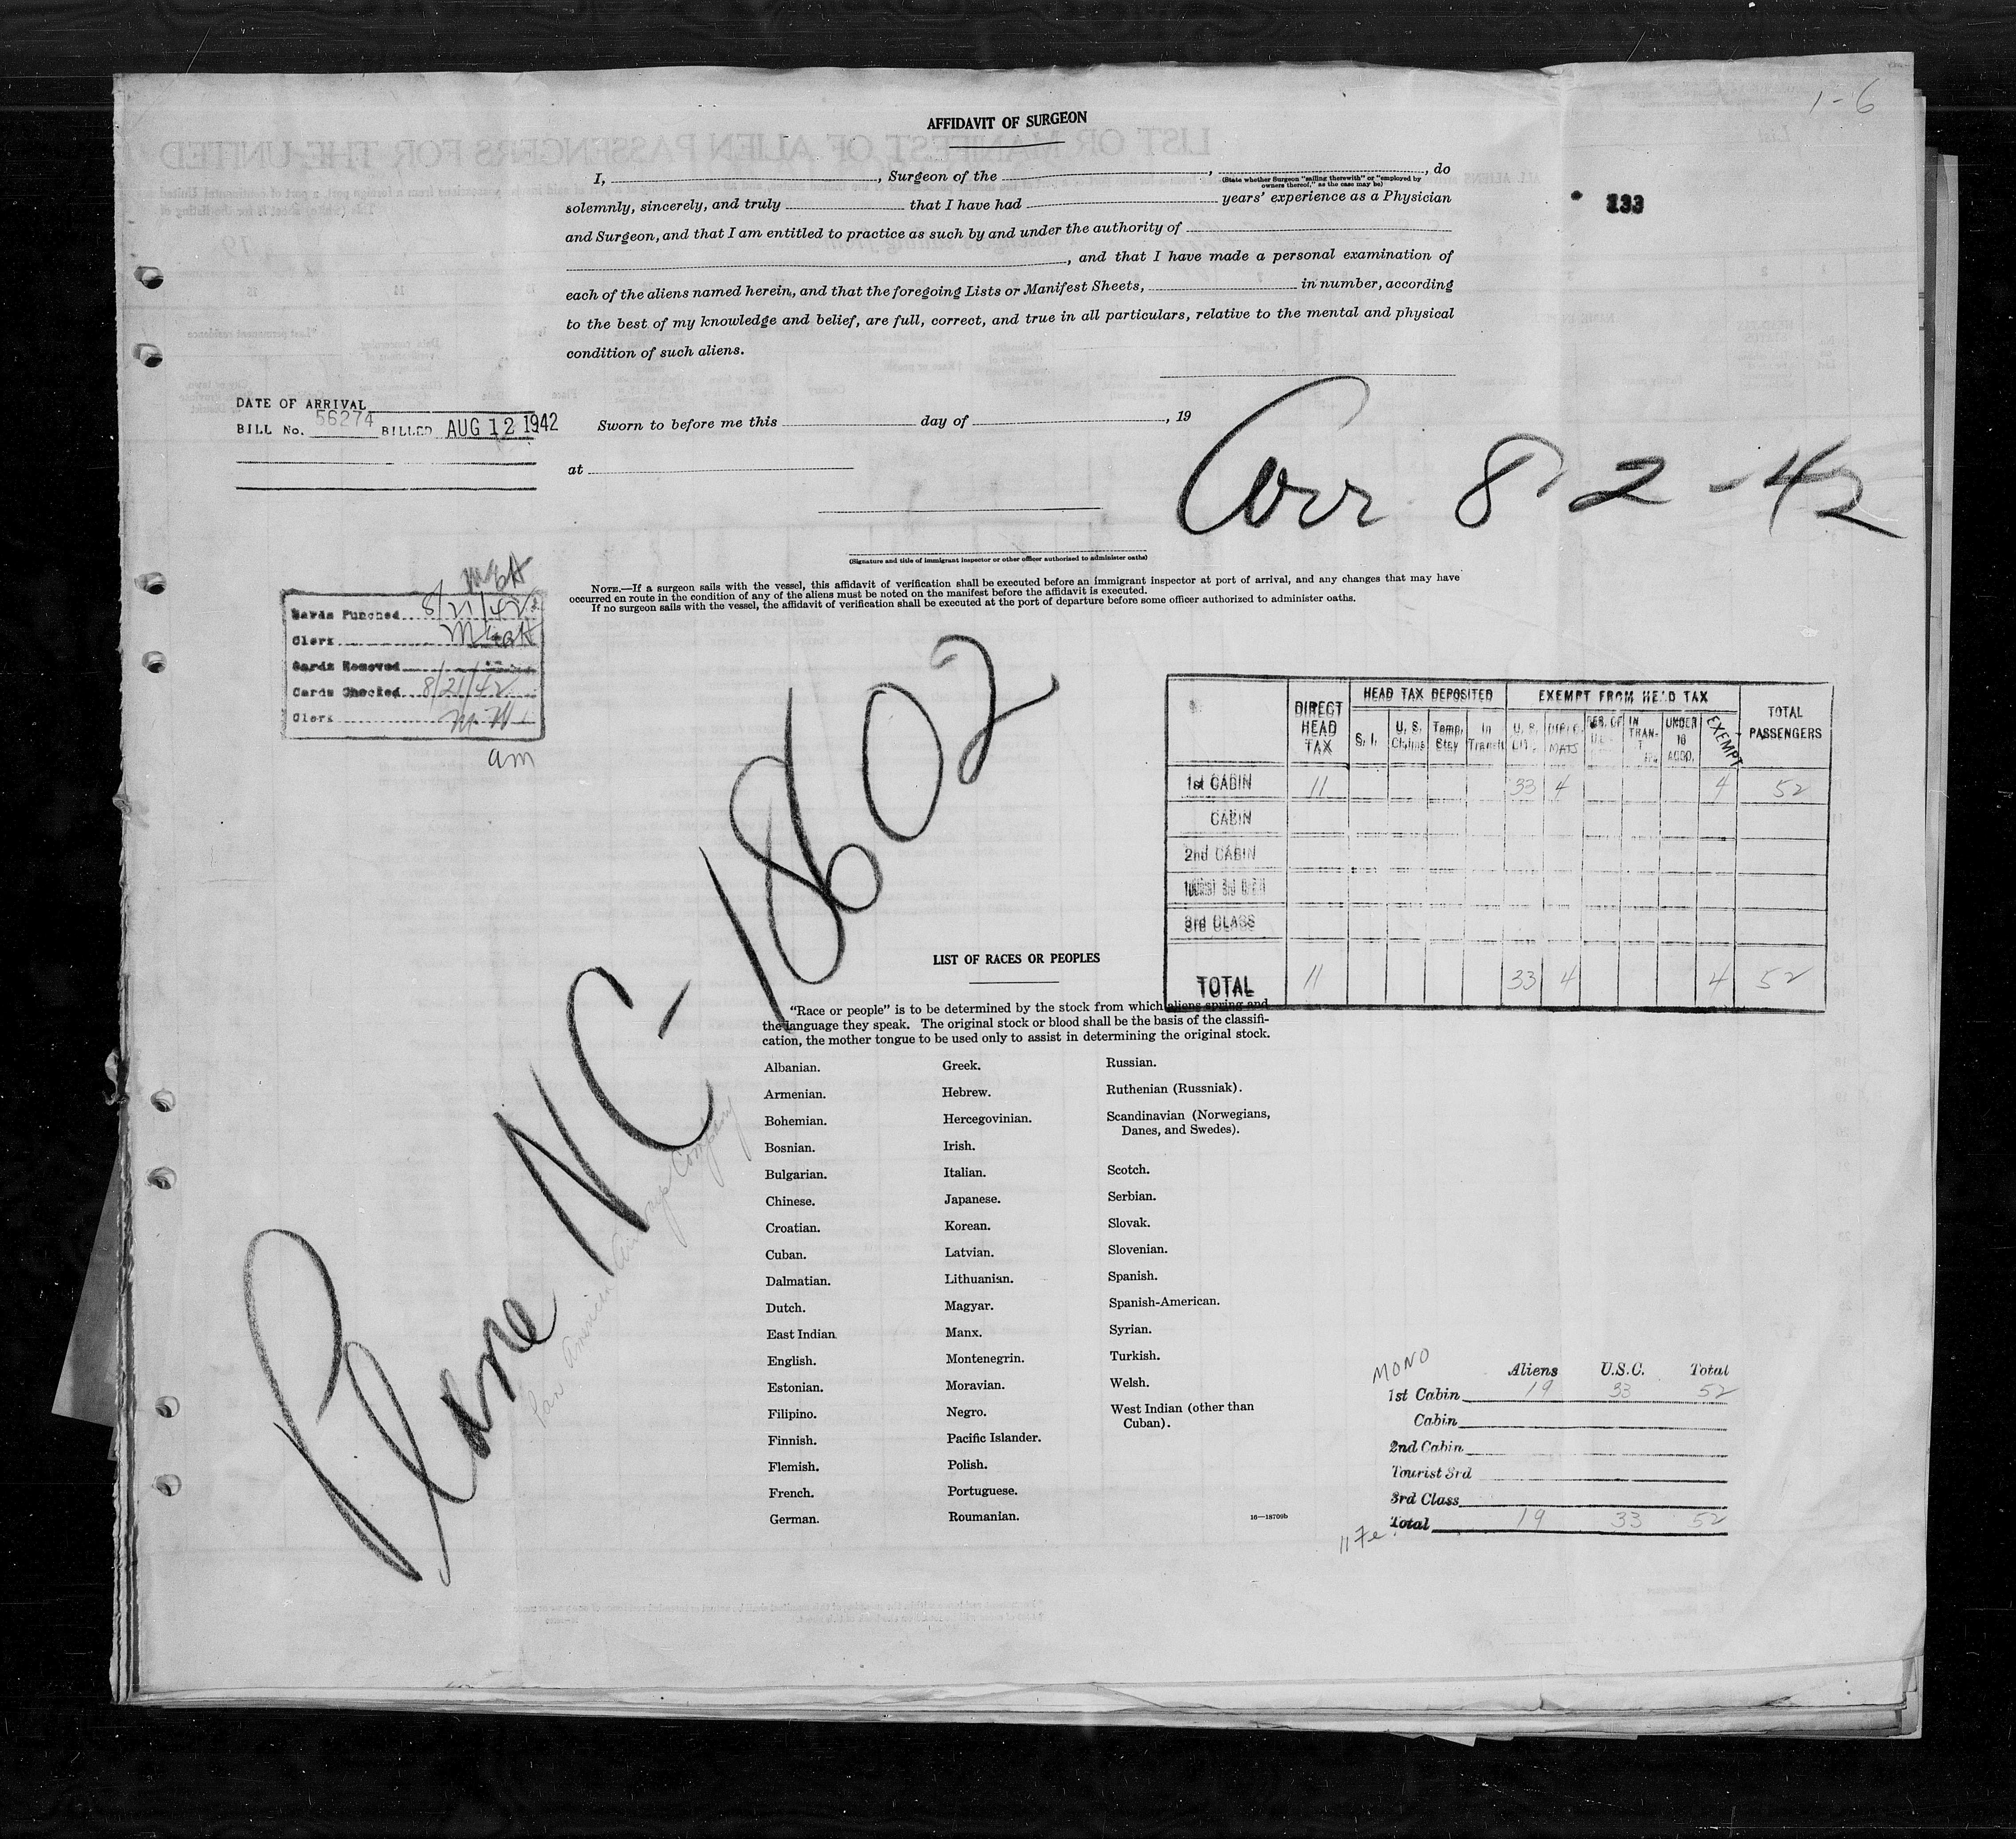 1-6
AFFIDAVIT OF SURGEON
133
I, , Surgeon of the , , do
(State whether Surgeon "sailing therewith" or "employed by
owners thereof," as the case may be)
solemnly, sincerely, and truly that I have had years' experience as a Physician
and Surgeon, and that I am entitled to practice as such by and under the authority of
, and that I have made a personal examination of
each of the aliens named herein, and that the foregoing Lists or Manifest Sheets, in number, according
to the best of my knowledge and belief, are full, correct, and true in all particulars, relative to the mental and physical
condition of such aliens.
DATE OF ARRIVAL
BILL No. 56274 BILLED AUG 12 1942
Sworn to before me this day of , 19
at
Arr 8-2-42
(Signature and title of immigrant inspector or other officer authorized to administer oaths)
NOTE.—If a surgeon sails with the vessel, this affidavit of verification shall be executed before an immigrant inspector at port of arrival, and any changes that may have
occurred en route in the condition of any of the aliens must be noted on the manifest before the affidavit is executed.
If no surgeon sails with the vessel, the affidavit of verification shall be executed at the port of departure before some officer authorized to administer oaths.
Cards Punched 8/21/42
Clerk
Cards Removed
Cards Checked 8/21/42
Clerk
am
Plane NC-18602
Pan American Airways Company
DIRECT HEAD TAX
HEAD TAX DEPOSITED
EXEMPT FROM HEAD TAX
TOTAL PASSENGERS
S. I. U. S. Claims Temp. Stay In Transit U. S. DIPLO MATS IN TRAN UNDER 16 ACCO. EXEMPT
1st CABIN 11 33 4 4 52
CABIN
2nd CABIN
3rd CLASS
TOTAL 11 33 4 4 52
LIST OF RACES OR PEOPLES
"Race or people" is to be determined by the stock from which aliens spring and
the language they speak. The original stock or blood shall be the basis of the classifi-
cation, the mother tongue to be used only to assist in determining the original stock.
Albanian.
Armenian.
Bohemian.
Bosnian.
Bulgarian.
Chinese.
Croatian.
Cuban.
Dalmatian.
Dutch.
East Indian
English.
Estonian.
Filipino.
Finnish.
Flemish.
French.
German.
Greek.
Hebrew.
Hercegovinian.
Irish.
Italian.
Japanese.
Korean.
Latvian.
Lithuanian.
Magyar.
Manx.
Montenegrin.
Moravian.
Negro.
Pacific Islander.
Polish.
Portuguese.
Roumanian.
Russian.
Ruthenian (Russniak).
Scandinavian (Norwegians,
Danes, and Swedes).
Scotch.
Serbian.
Slovak.
Slovenian.
Spanish.
Spanish-American.
Syrian.
Turkish.
Welsh.
West Indian (other than
Cuban).
16—18709b
MONO
Aliens U.S.C. Total
1st Cabin 19 33 52
Cabin
2nd Cabin
Tourist 3rd
3rd Class
Total 19 33 52